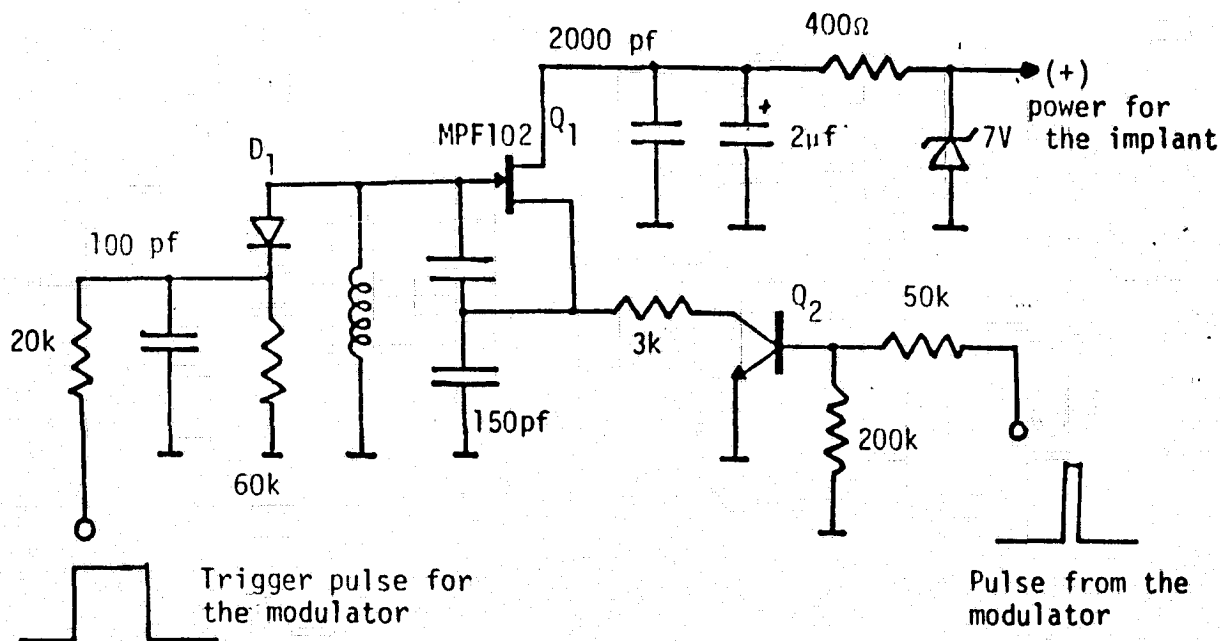 2000 pf
400Ω
(+)
power for
the implant
MPF102
Q1
+
2μf
7V
D1
100 pf
20k
3k
Q2
50k
150pf
200k
60k
Trigger pulse for
the modulator
Pulse from the
modulator